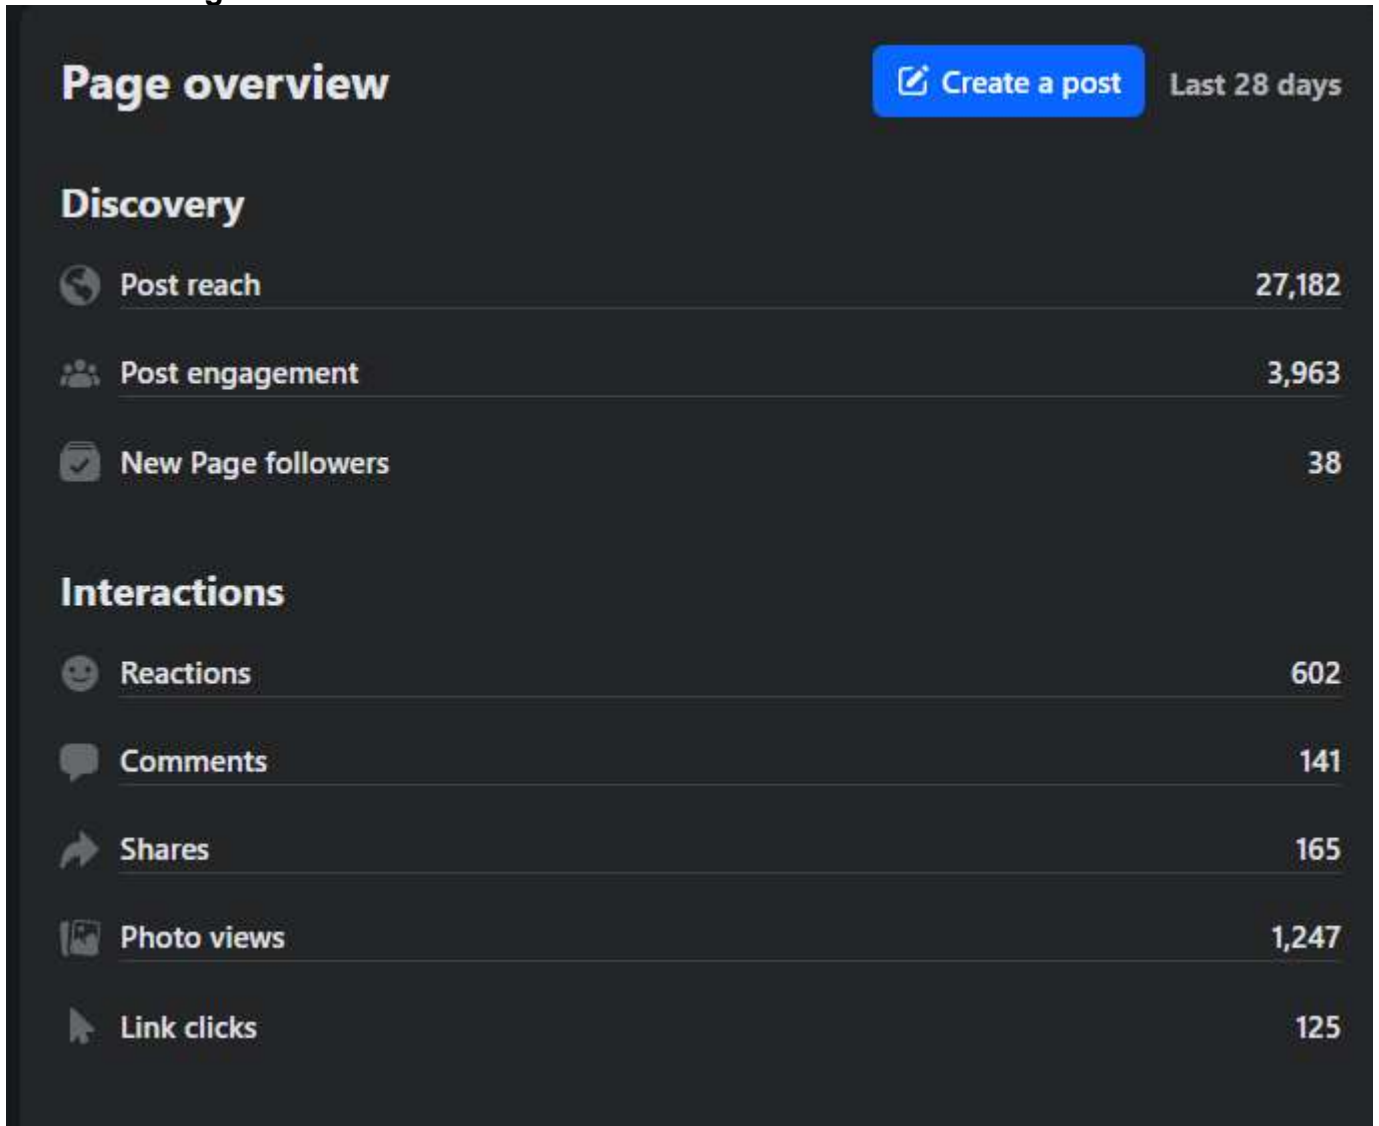 Page overview Create a post Last 28 days
Discovery
Post reach 27,182
Post engagement 3,963
New Page followers 38
Interactions
Reactions 602
Comments 141
Shares 165
Photo views 1,247
Link clicks 125